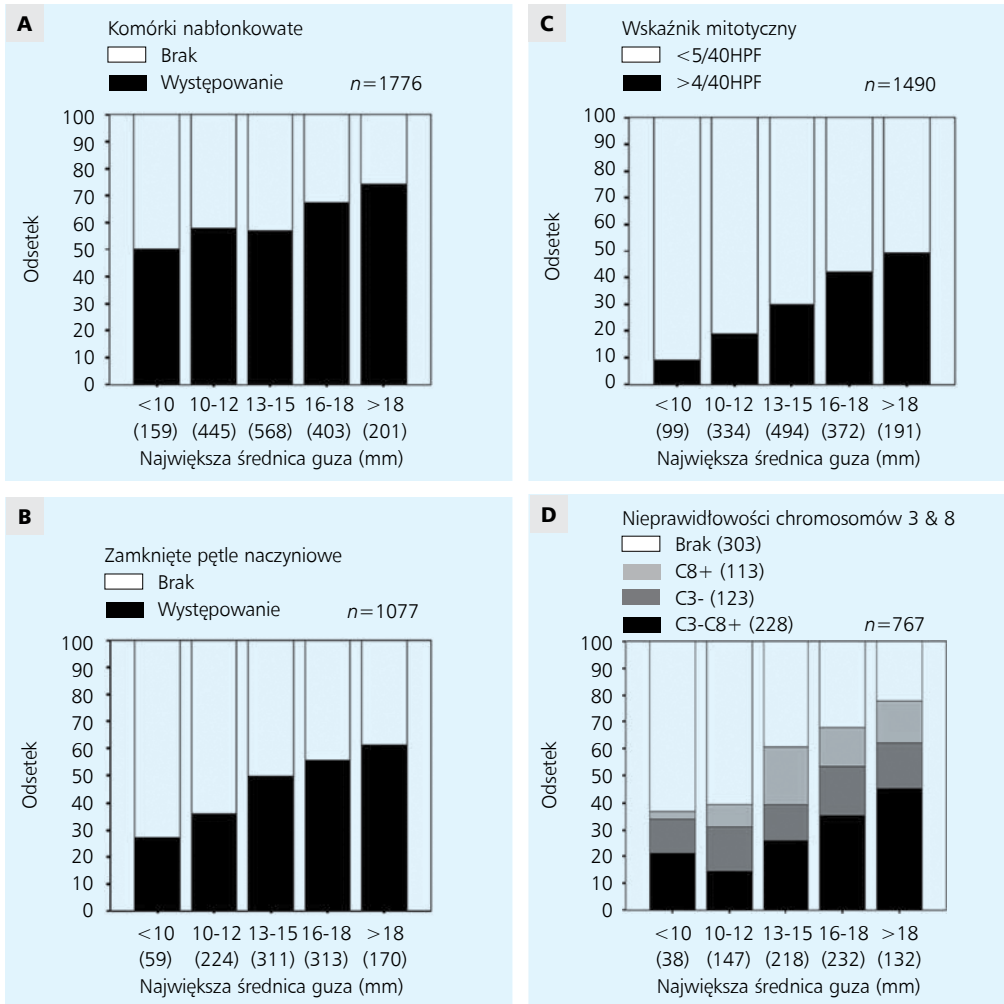 A
Komórki nabłonkowate
Brak
Występowanie n=1776
100
90
80
70
60
50
40
30
20
10
0
Odsetek
<10 10-12 13-15 16-18 >18
(159) (445) (568) (403) (201)
Największa średnica guza (mm)
B
Zamknięte pętle naczyniowe
Brak
Występowanie n=1077
100
90
80
70
60
50
40
30
20
10
0
Odsetek
<10 10-12 13-15 16-18 >18
(59) (224) (311) (313) (170)
Największa średnica guza (mm)
C
Wskaźnik mitotyczny
<5/40HPF
>4/40HPF n=1490
100
90
80
70
60
50
40
30
20
10
0
Odsetek
<10 10-12 13-15 16-18 >18
(99) (334) (494) (372) (191)
Największa średnica guza (mm)
D
Nieprawidłowości chromosomów 3 & 8
Brak (303)
C8+ (113)
C3- (123)
C3-C8+ (228) n=767
100
90
80
70
60
50
40
30
20
10
0
Odsetek
<10 10-12 13-15 16-18 >18
(38) (147) (218) (232) (132)
Największa średnica guza (mm)